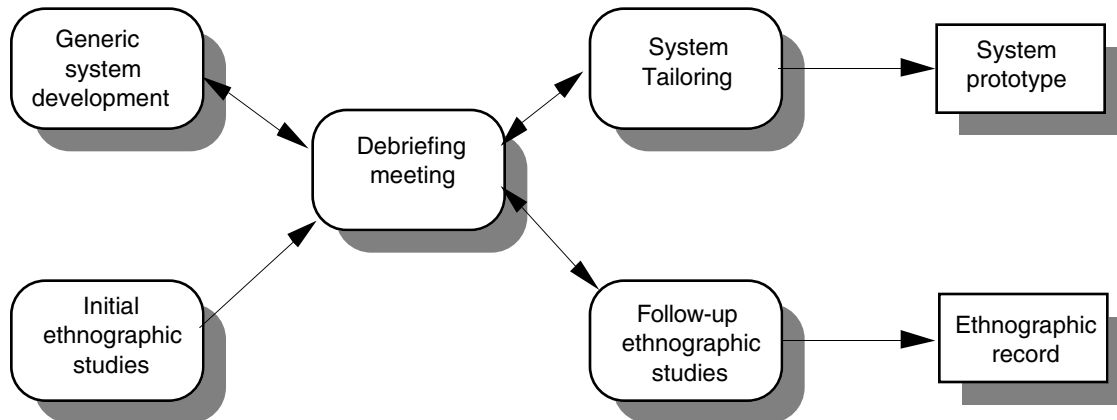 Generic
system
development
Debriefing
meeting
System
Tailoring
System
prototype
Initial
ethnographic
studies
Follow-up
ethnographic
studies
Ethnographic
record